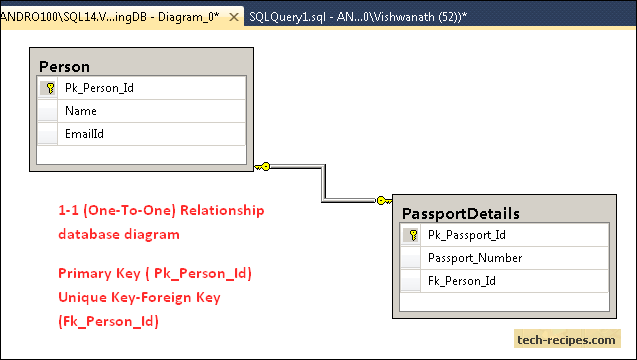 ANDRO100\SQL14.V...ingDB - Diagram_0* × SQLQuery1.sql - AN...0\Vishwanath (52))*
Person
Pk_Person_Id
Name
EmailId
1-1 (One-To-One) Relationship
database diagram
Primary Key ( Pk_Person_Id)
Unique Key-Foreign Key
(Fk_Person_Id)
PassportDetails
Pk_Passport_Id
Passport_Number
Fk_Person_Id
tech-recipes.com